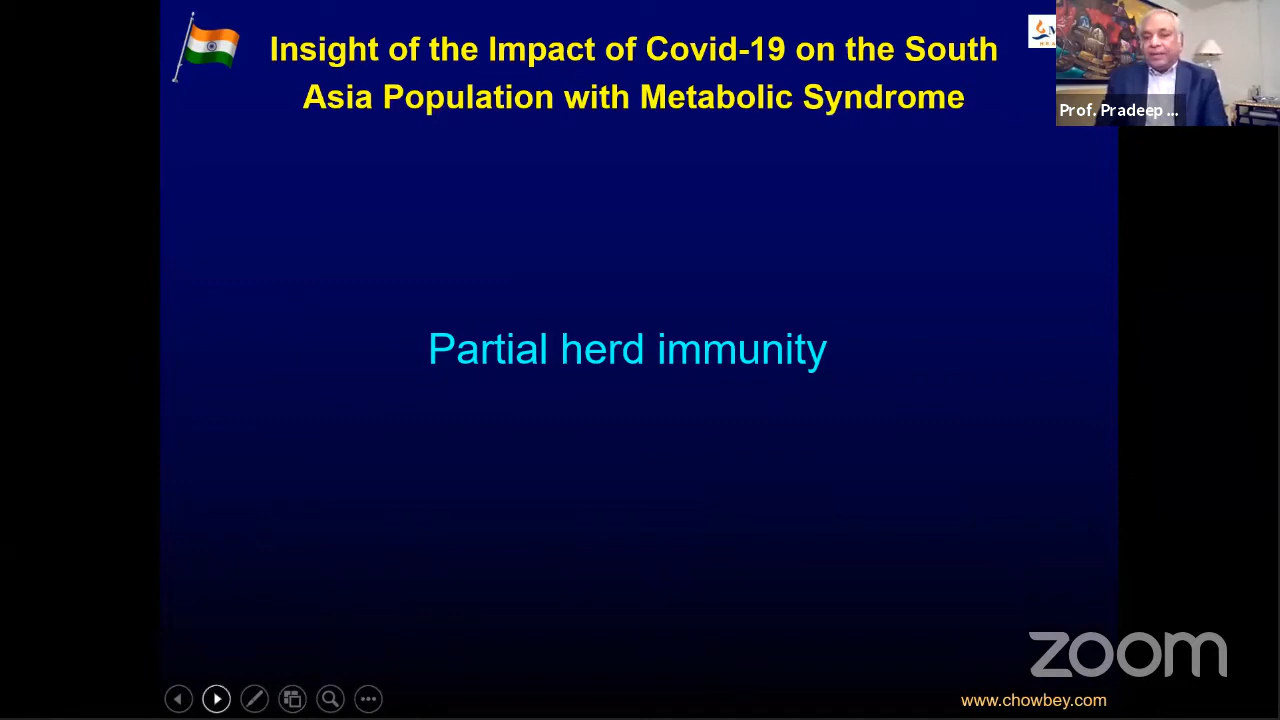 Insight of the Impact of Covid-19 on the South
Asia Population with Metabolic Syndrome
Prof. Pradeep ...
Partial herd immunity
zoom
www.chowbey.com